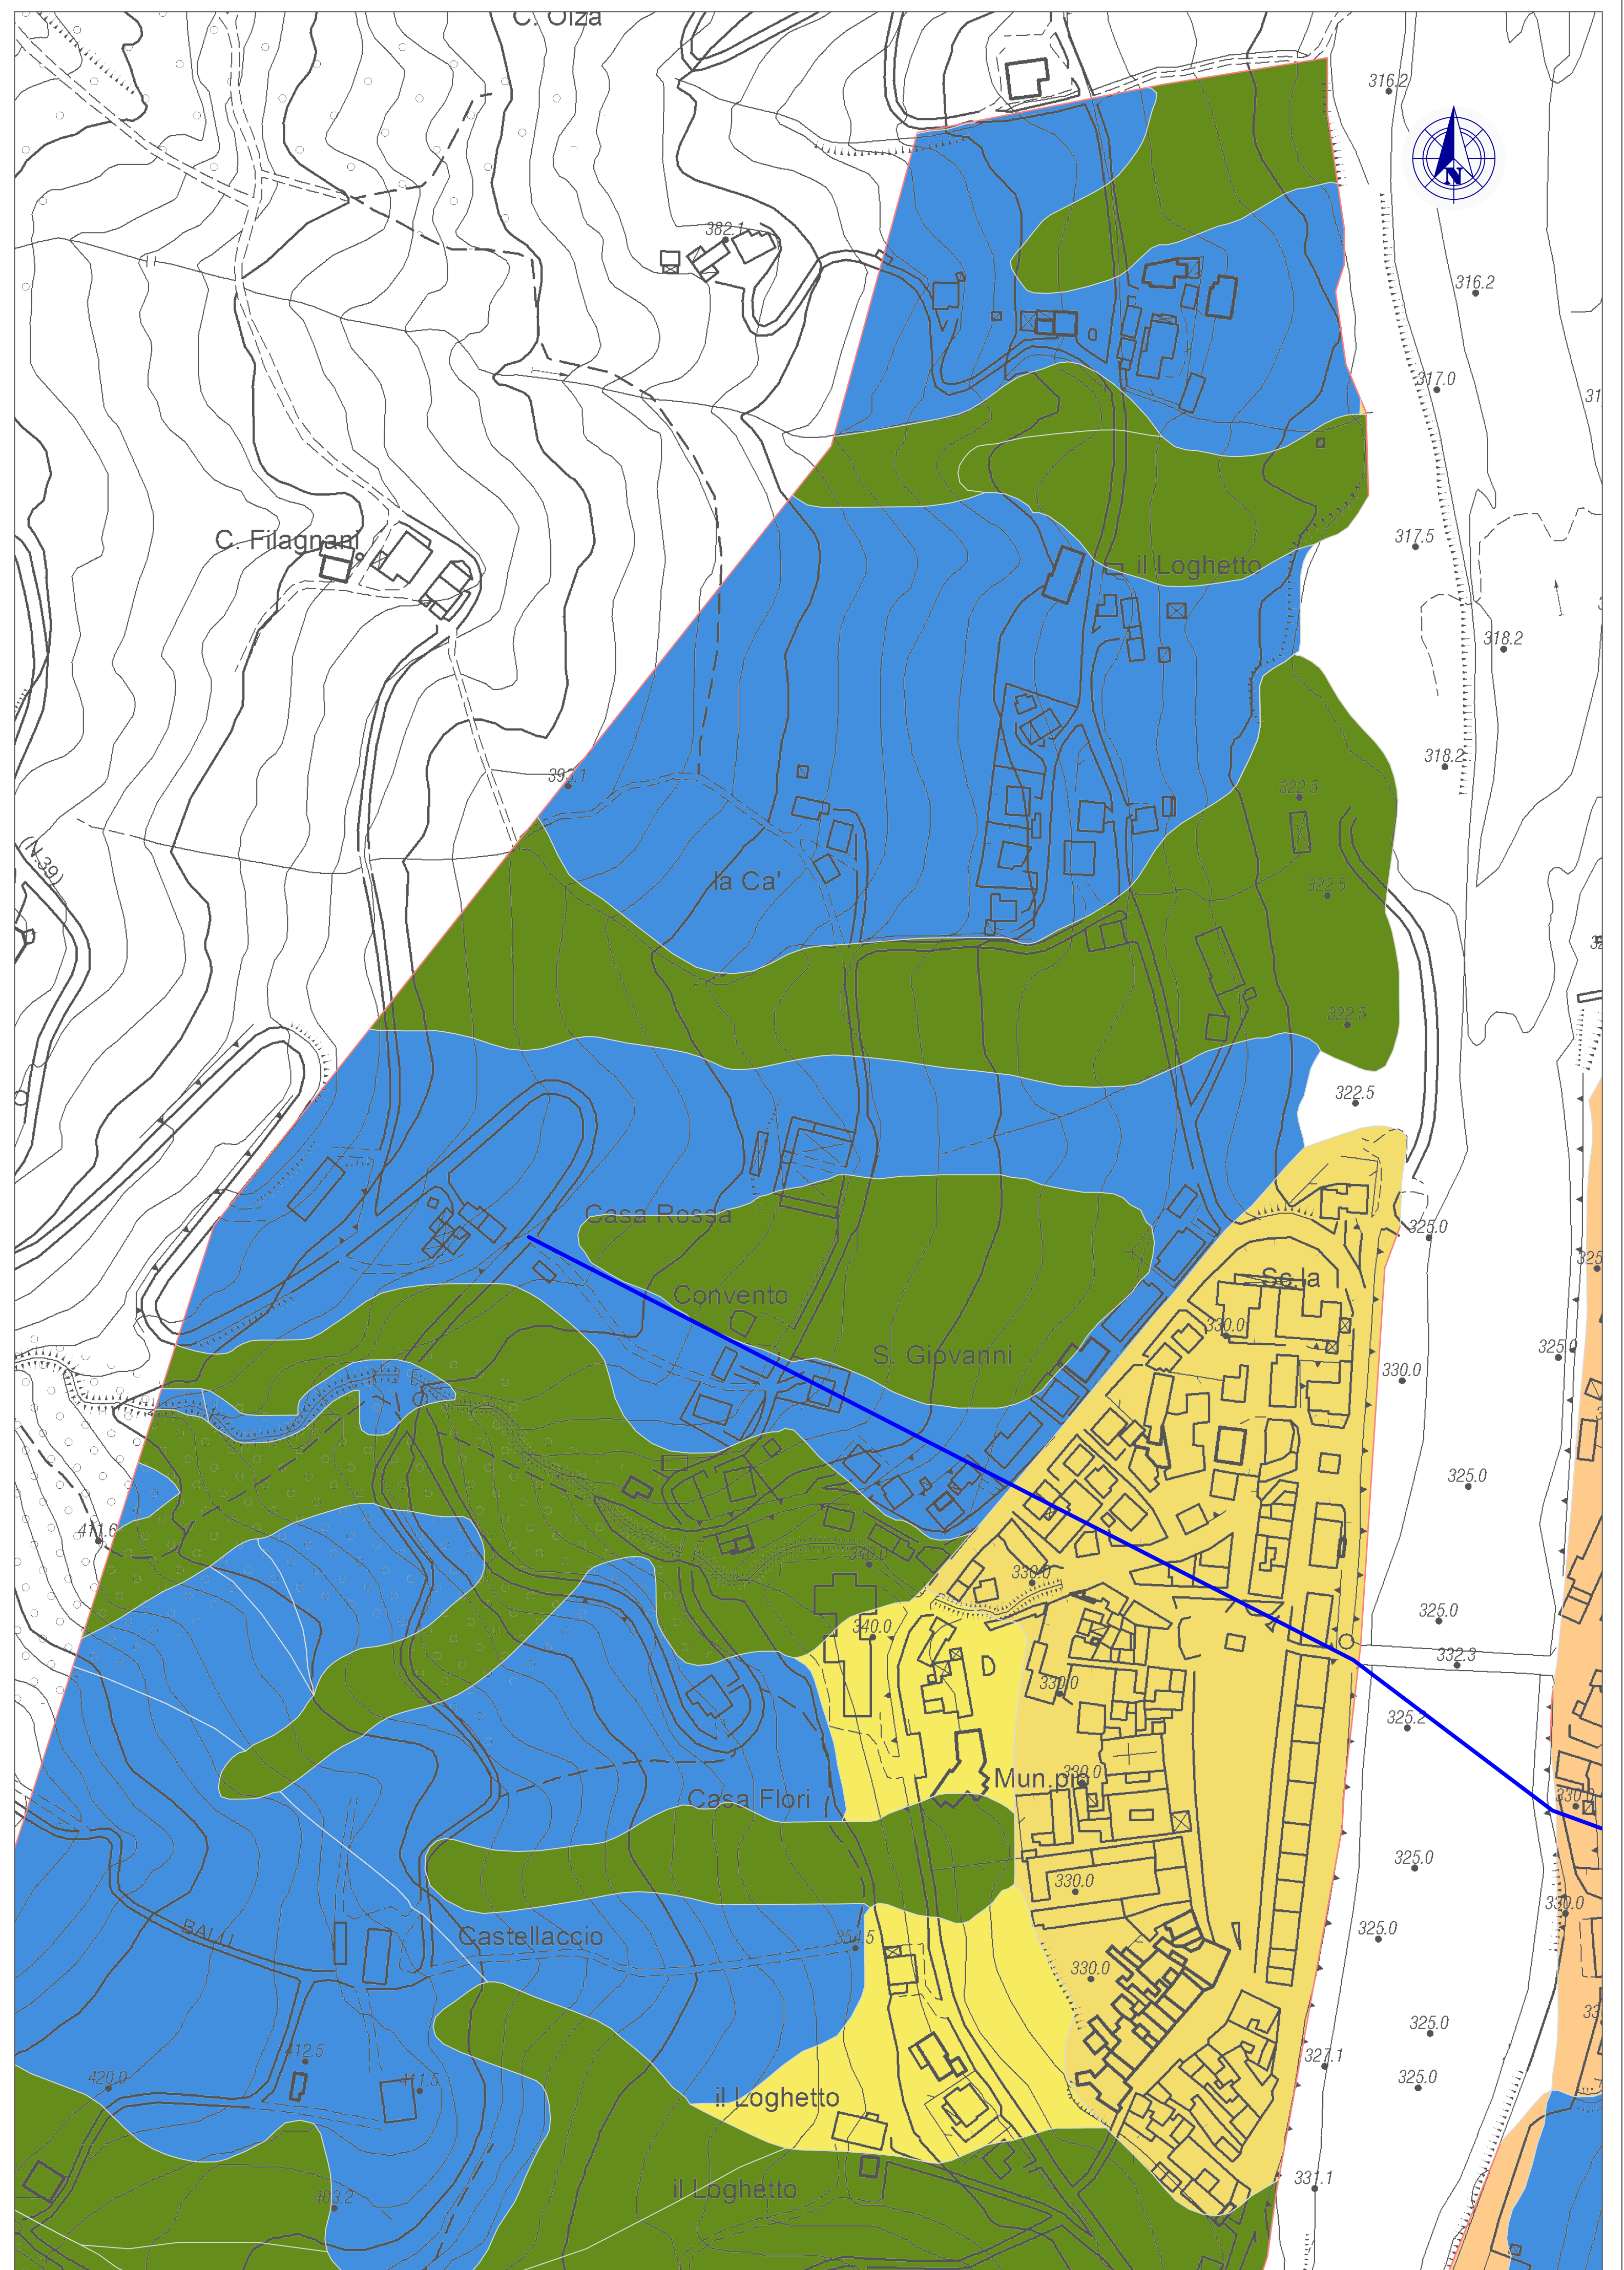 C. Olza
316.2
N
382.1
316.2
317.0
C. Filagnani
317.5
il Loghetto
318.2
318.2
393.1
322.5
(N.39)
la Ca'
322.5
322.5
322.5
Casa Rossa
325.0
Convento
Sc.la
330.0
S. Giovanni
325.0
330.0
325.0
411.6
340.0
330.0
340.0
325.0
332.3
330.0
325.2
Mun.pio
330.0
Casa Flori
330.0
325.0
330.0
330.0
BALLI
Castellaccio
354.5
325.0
330.0
325.0
412.5
327.1
420.0
411.5
325.0
il Loghetto
331.1
il Loghetto
403.2